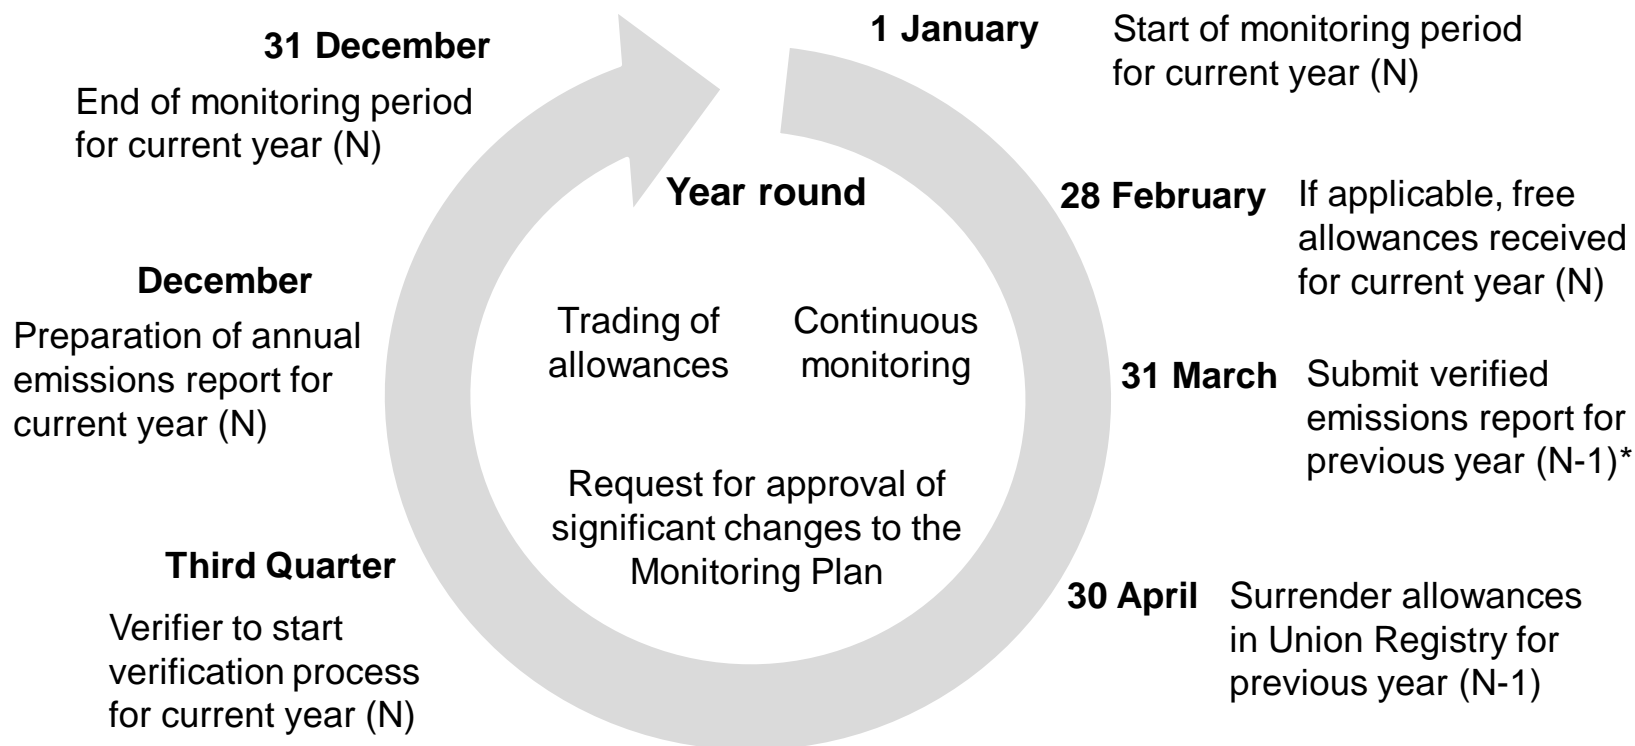 1 January
Start of monitoring period
for current year (N)
28 February
If applicable, free
allowances received
for current year (N)
31 March
Submit verified
emissions report for
previous year (N-1)*
30 April
Surrender allowances
in Union Registry for
previous year (N-1)
Third Quarter
Verifier to start
verification process
for current year (N)
December
Preparation of annual
emissions report for
current year (N)
31 December
End of monitoring period
for current year (N)
Year round
Trading of
allowances
Continuous
monitoring
Request for approval of
significant changes to the
Monitoring Plan